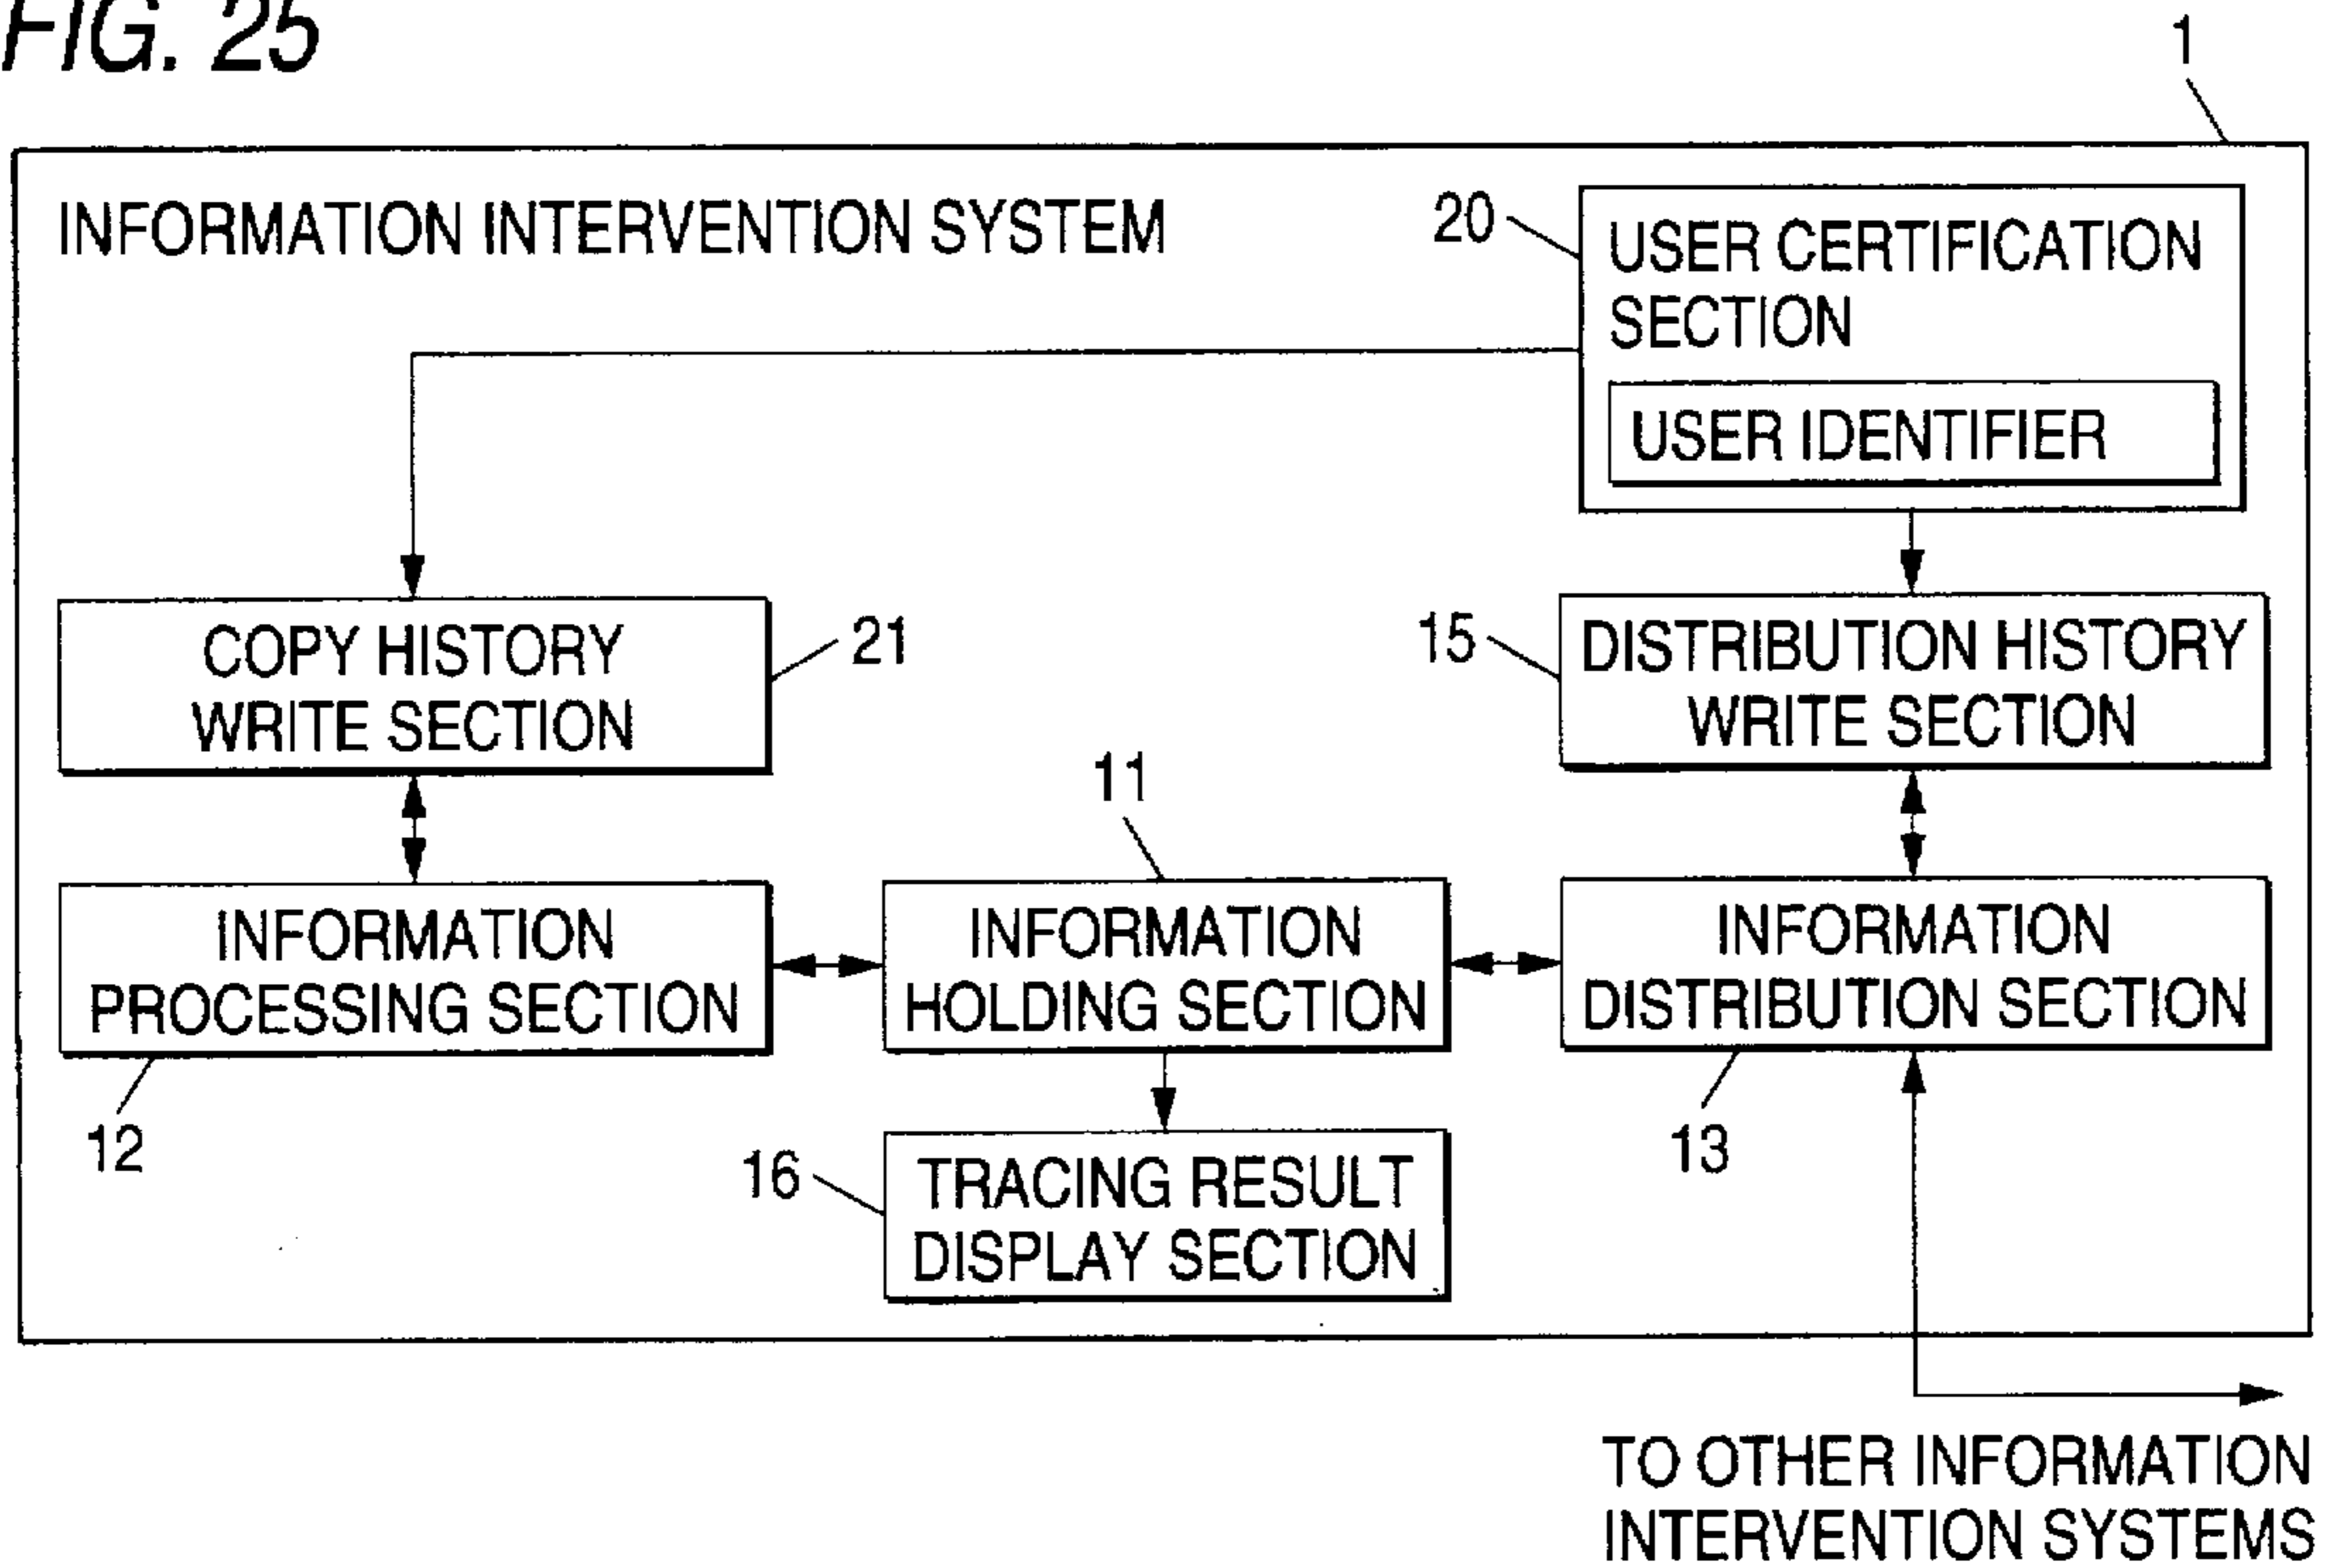 FIG. 25
1
INFORMATION INTERVENTION SYSTEM
20
USER CERTIFICATION
SECTION
USER IDENTIFIER
COPY HISTORY
WRITE SECTION
21
15
DISTRIBUTION HISTORY
WRITE SECTION
11
INFORMATION
PROCESSING SECTION
INFORMATION
HOLDING SECTION
INFORMATION
DISTRIBUTION SECTION
12
16
TRACING RESULT
DISPLAY SECTION
13
TO OTHER INFORMATION
INTERVENTION SYSTEMS